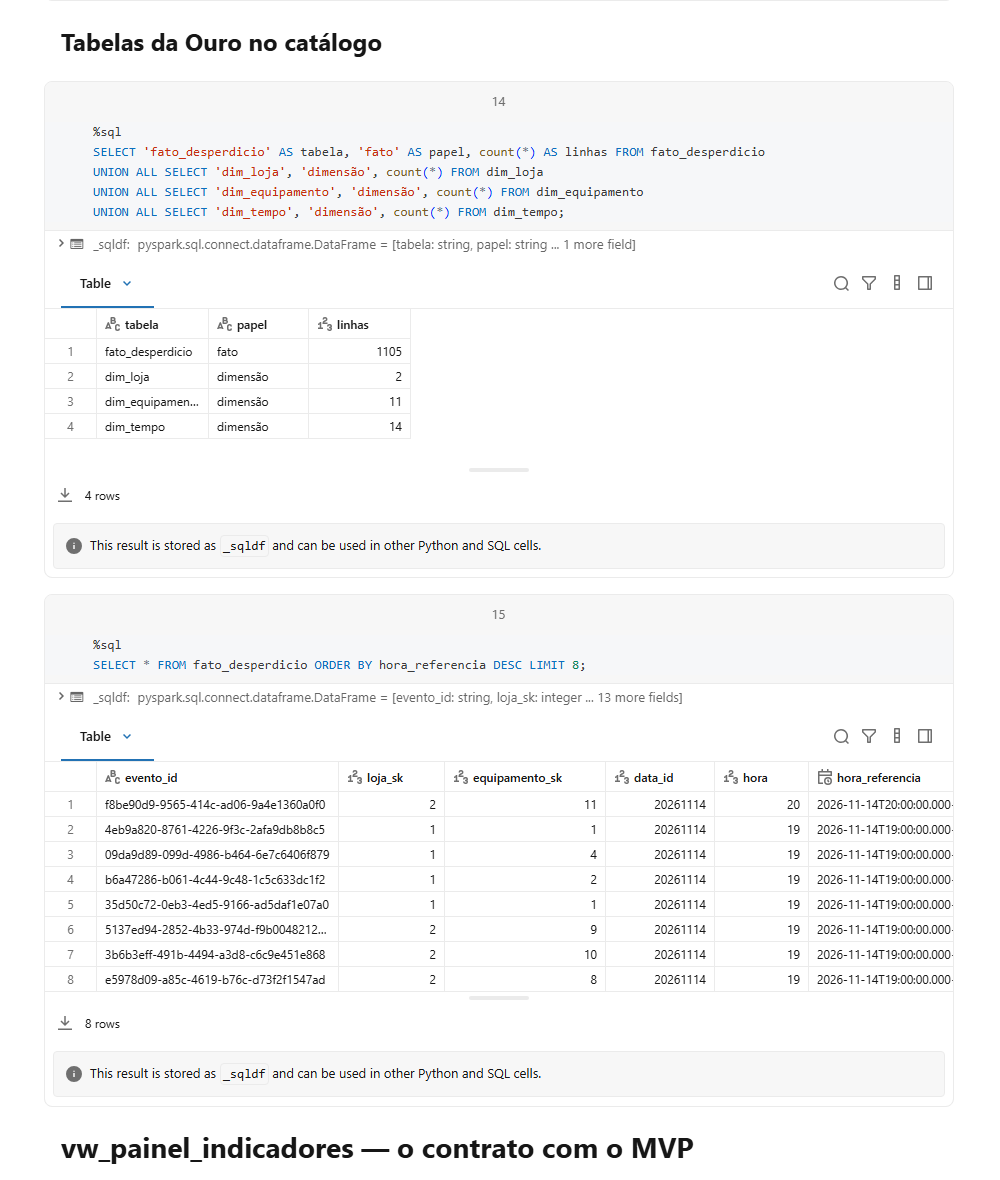 Tabelas da Ouro no catálogo
14
%sql
SELECT 'fato_desperdicio' AS tabela, 'fato' AS papel, count(*) AS linhas FROM fato_desperdicio
UNION ALL SELECT 'dim_loja', 'dimensão', count(*) FROM dim_loja
UNION ALL SELECT 'dim_equipamento', 'dimensão', count(*) FROM dim_equipamento
UNION ALL SELECT 'dim_tempo', 'dimensão', count(*) FROM dim_tempo;
_sqldf: pyspark.sql.connect.dataframe.DataFrame = [tabela: string, papel: string ... 1 more field]
Table
tabela papel linhas
1 fato_desperdicio fato 1105
2 dim_loja dimensão 2
3 dim_equipamen... dimensão 11
4 dim_tempo dimensão 14
4 rows
This result is stored as _sqldf and can be used in other Python and SQL cells.
15
%sql
SELECT * FROM fato_desperdicio ORDER BY hora_referencia DESC LIMIT 8;
_sqldf: pyspark.sql.connect.dataframe.DataFrame = [evento_id: string, loja_sk: integer ... 13 more fields]
Table
evento_id loja_sk equipamento_sk data_id hora hora_referencia
1 f8be90d9-9565-414c-ad06-9a4e1360a0f0 2 11 20261114 20 2026-11-14T20:00:00.000
2 4eb9a820-8761-4226-9f3c-2afa9db8b8c5 1 1 20261114 19 2026-11-14T19:00:00.000
3 09da9d89-099d-4986-b464-6e7c6406f879 1 4 20261114 19 2026-11-14T19:00:00.000
4 b6a47286-b061-4c44-9c48-1c5c633dc1f2 1 2 20261114 19 2026-11-14T19:00:00.000
5 35d50c72-0eb3-4ed5-9166-ad5daf1e07a0 1 1 20261114 19 2026-11-14T19:00:00.000
6 5137ed94-2852-4b33-974d-f9b0048212... 2 9 20261114 19 2026-11-14T19:00:00.000
7 3b6b3eff-491b-4494-a3d8-c6c9e451e868 2 10 20261114 19 2026-11-14T19:00:00.000
8 e5978d09-a85c-4619-b76c-d73f2f1547ad 2 8 20261114 19 2026-11-14T19:00:00.000
8 rows
This result is stored as _sqldf and can be used in other Python and SQL cells.
vw_painel_indicadores — o contrato com o MVP